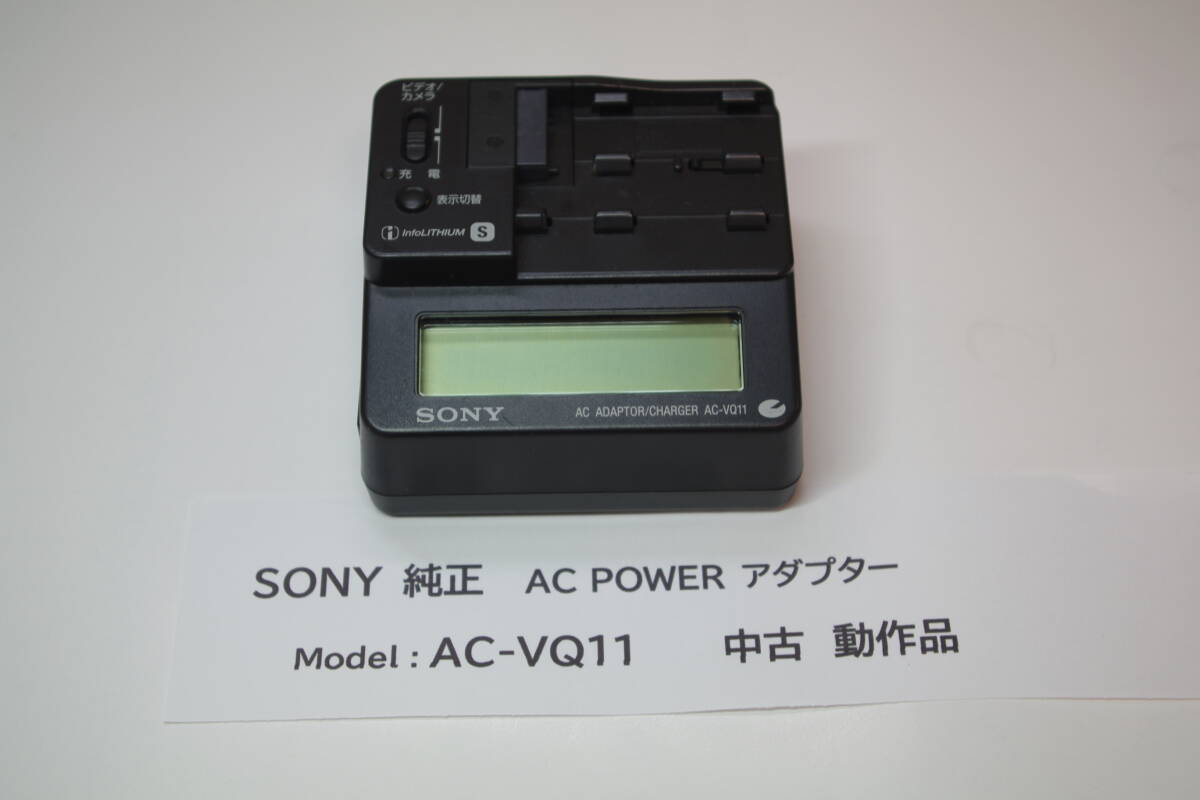 ビデオ/
カメラ
充 電
表示切替
InfoLITHIUM S
SONY AC ADAPTOR/CHARGER AC-VQ11
SONY 純正 AC POWER アダプター
Model : AC-VQ11 中古 動作品